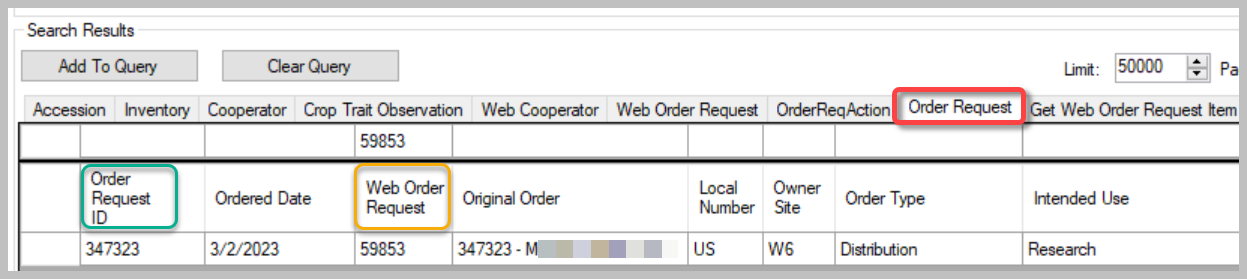 Search Results
Add To Query Clear Query Limit: 50000 Pa
Accession Inventory Cooperator Crop Trait Observation Web Cooperator Web Order Request OrderReqAction Order Request Get Web Order Request Item
59853
Order Request ID Ordered Date Web Order Request Original Order Local Number Owner Site Order Type Intended Use
347323 3/2/2023 59853 347323 - M US W6 Distribution Research